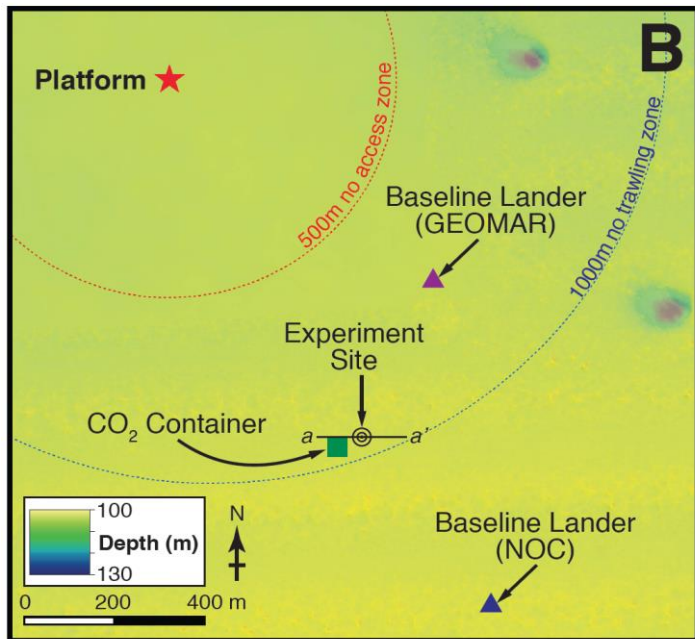 B
Platform
500m no access zone
1000m no trawling zone
Baseline Lander
(GEOMAR)
Experiment
Site
CO₂ Container
a
a'
Baseline Lander
(NOC)
100
Depth (m)
130
N
0 200 400 m